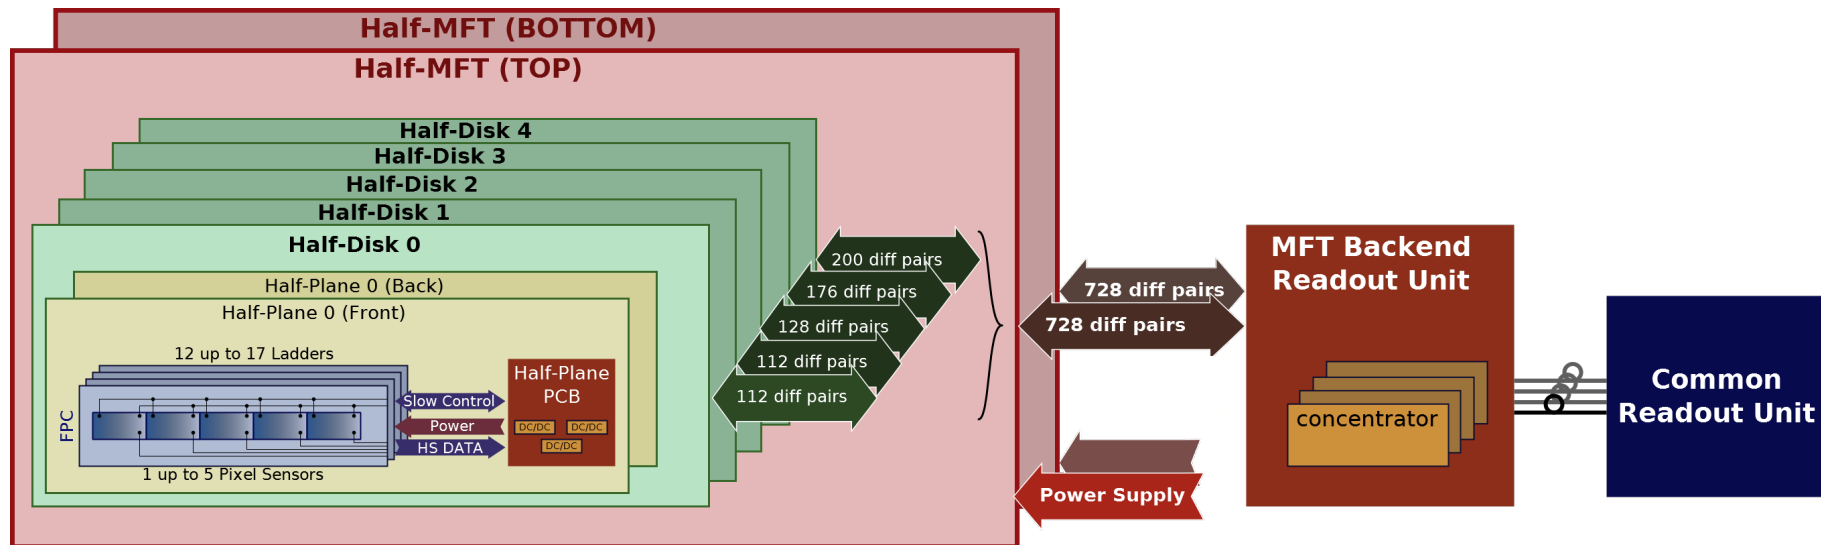 Half-MFT (BOTTOM)
Half-MFT (TOP)
Half-Disk 4
Half-Disk 3
Half-Disk 2
Half-Disk 1
Half-Disk 0
Half-Plane 0 (Back)
Half-Plane 0 (Front)
12 up to 17 Ladders
FPC
1 up to 5 Pixel Sensors
Slow Control
Power
HS DATA
Half-Plane
PCB
DC/DC
DC/DC
DC/DC
200 diff pairs
176 diff pairs
128 diff pairs
112 diff pairs
112 diff pairs
728 diff pairs
728 diff pairs
Power Supply
MFT Backend
Readout Unit
concentrator
Common
Readout Unit